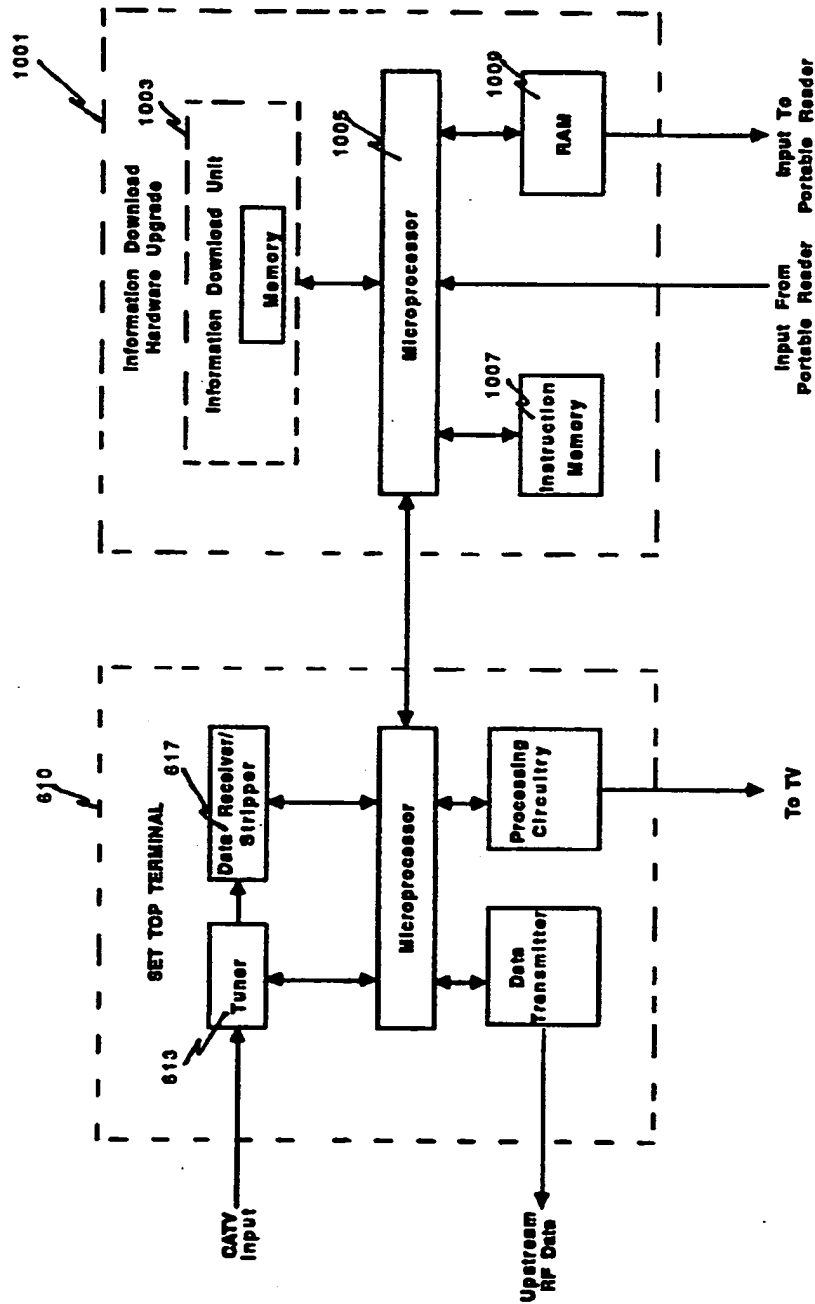 610
SET TOP TERMINAL
CATV
Input
613
Tuner
617
Data Receiver/
Stripper
Microprocessor
Data
Transmitter
Processing
Circuitry
Upstream
RF Data
To TV
1001
Information Download
Hardware Upgrade
1003
Information Download Unit
Memory
1005
Microprocessor
1007
Instruction
Memory
1009
RAM
Input From
Portable Reader
Input To
Portable Reader